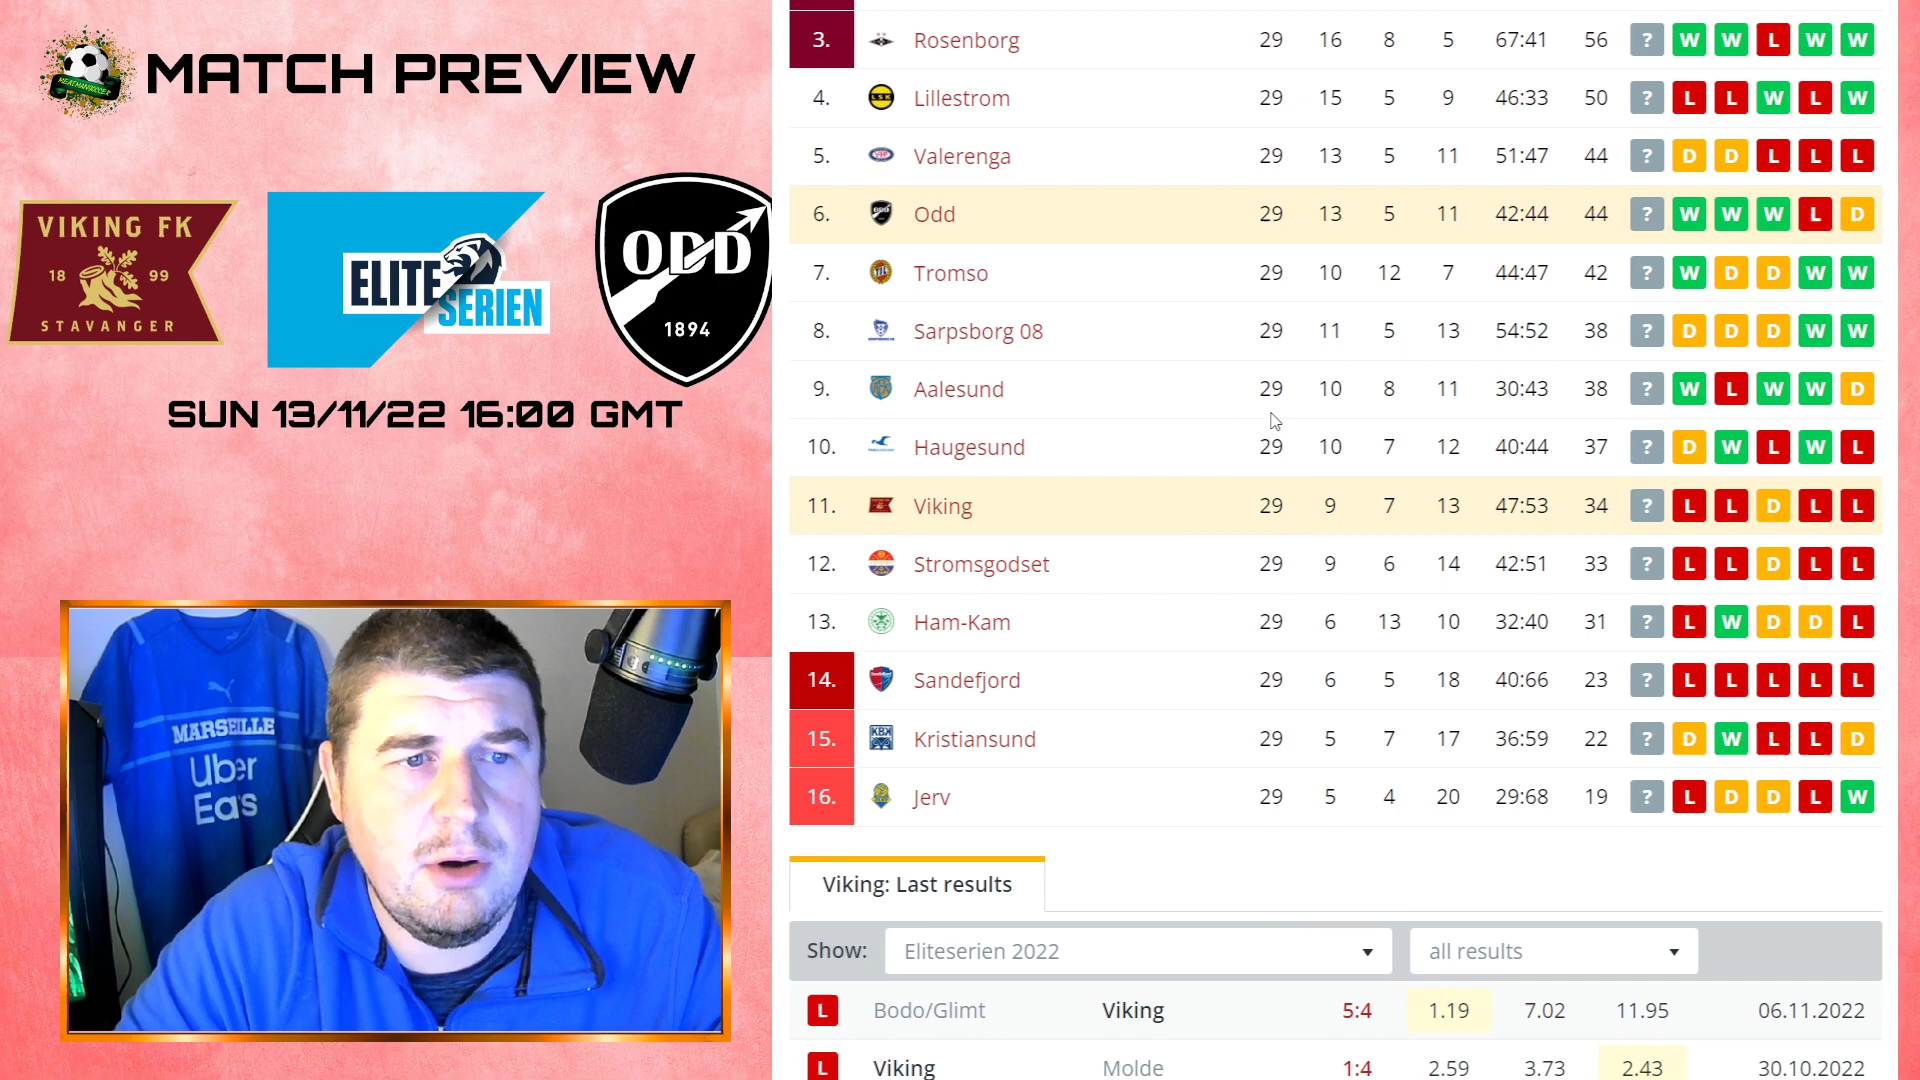 MEATMANSOCCER
MATCH PREVIEW
VIKING FK
18 99
STAVANGER
ELITE
SERIEN
ODD
1894
SUN 13/11/22 16:00 GMT
MARSEILLE
Uber
Eats
3. Rosenborg 29 16 8 5 67:41 56 ? W W L W W
4. LSK Lillestrom 29 15 5 9 46:33 50 ? L L W L W
5. Valerenga 29 13 5 11 51:47 44 ? D D L L L
6. ODD Odd 29 13 5 11 42:44 44 ? W W W L D
7. TIL Tromso 29 10 12 7 44:47 42 ? W D D W W
8. Sarpsborg 08 29 11 5 13 54:52 38 ? D D D W W
9. Aalesund 29 10 8 11 30:43 38 ? W L W W D
10. Haugesund 29 10 7 12 40:44 37 ? D W L W L
11. Viking 29 9 7 13 47:53 34 ? L L D L L
12. Stromsgodset 29 9 6 14 42:51 33 ? L L D L L
13. Ham-Kam 29 6 13 10 32:40 31 ? L W D D L
14. Sandefjord 29 6 5 18 40:66 23 ? L L L L L
15. KBK Kristiansund 29 5 7 17 36:59 22 ? D W L L D
16. Jerv 29 5 4 20 29:68 19 ? L D D L W
Viking: Last results
Show: Eliteserien 2022 all results
L Bodo/Glimt Viking 5:4 1.19 7.02 11.95 06.11.2022
L Viking Molde 1:4 2.59 3.73 2.43 30.10.2022